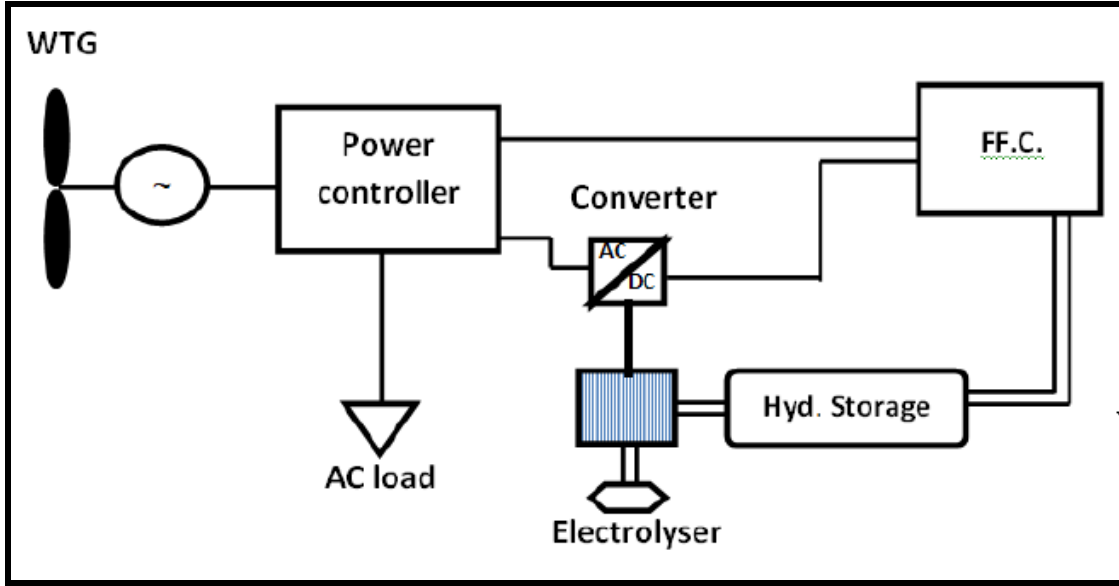 WTG
~
Power
controller
Converter
AC
DC
FF.C.
Hyd. Storage
AC load
Electrolyser